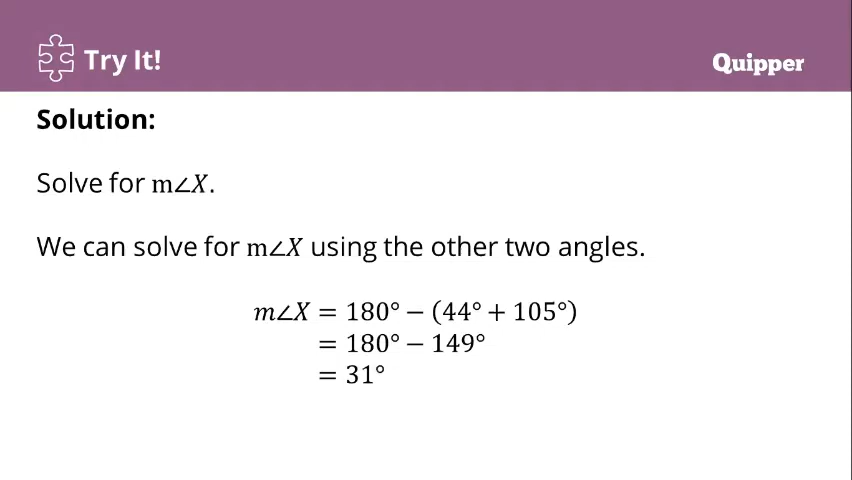 Try It!
Quipper
Solution:
Solve for m∠X.
We can solve for m∠X using the other two angles.
m∠X = 180° − (44° + 105°)
= 180° − 149°
= 31°